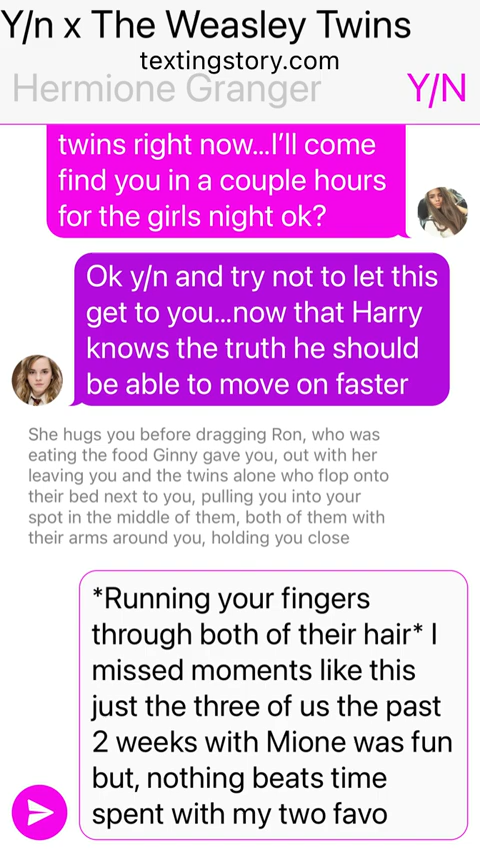 Y/n x The Weasley Twins
textingstory.com
Hermione Granger
Y/N
twins right now...I'll come
find you in a couple hours
for the girls night ok?
Ok y/n and try not to let this
get to you...now that Harry
knows the truth he should
be able to move on faster
She hugs you before dragging Ron, who was
eating the food Ginny gave you, out with her
leaving you and the twins alone who flop onto
their bed next to you, pulling you into your
spot in the middle of them, both of them with
their arms around you, holding you close
*Running your fingers
through both of their hair* I
missed moments like this
just the three of us the past
2 weeks with Mione was fun
but, nothing beats time
spent with my two favo